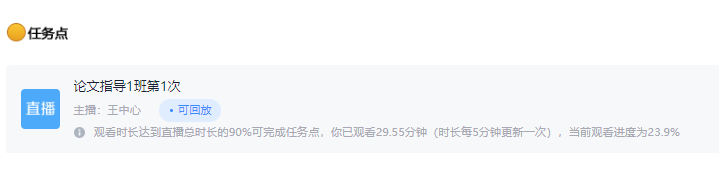 任务点
直播
论文指导1班第1次
主播：王中心 • 可回放
观看时长达到直播总时长的90%可完成任务点，你已观看29.55分钟（时长每5分钟更新一次），当前观看进度为23.9%